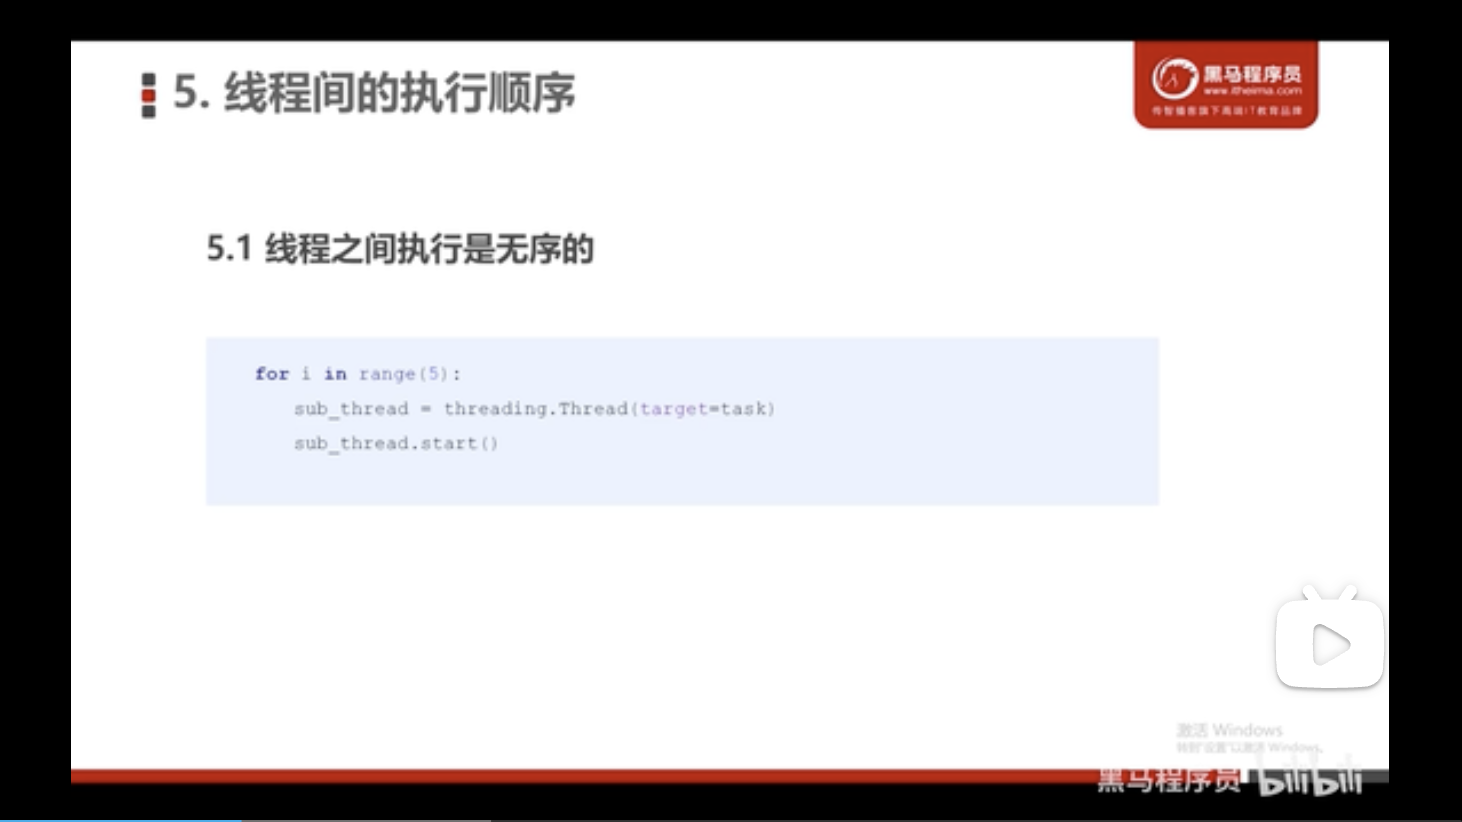 5. 线程间的执行顺序
黑马程序员
www.itheima.com
传智播客旗下高端IT教育品牌
5.1 线程之间执行是无序的
for i in range(5):
sub_thread = threading.Thread(target=task)
sub_thread.start()
激活 Windows
转到"设置"以激活 Windows。
黑马程序员 bilibili